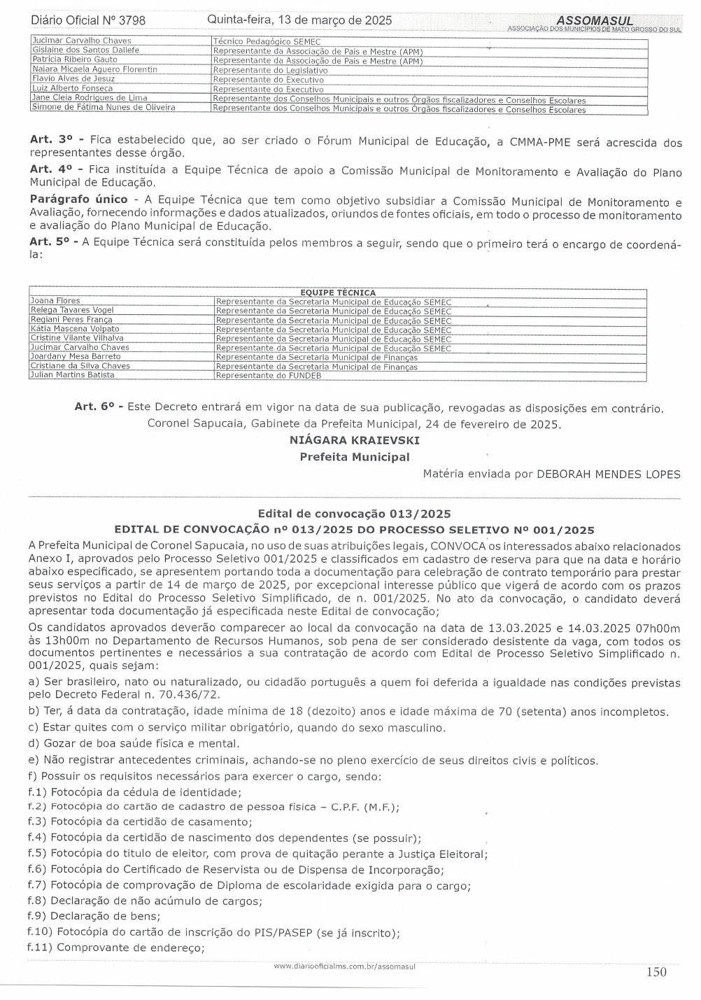 Diário Oficial Nº 3798 Quinta-feira, 13 de março de 2025 ASSOMASUL
ASSOCIAÇÃO DOS MUNICÍPIOS DE MATO GROSSO DO SUL
Jucimar Carvalho Chaves Técnico Pedagógico SEMEC
Gislaine dos Santos Dallefe Representante da Associação de Pais e Mestre (APM)
Patrícia Ribeiro Gauto Representante da Associação de Pais e Mestre (APM)
Naiara Micaela Aguero Florentin Representante do Legislativo
Flavio Alves de Jesuz Representante do Executivo
Luiz Alberto Fonseca Representante do Executivo
Jane Cleia Rodrigues de Lima Representante dos Conselhos Municipais e outros Órgãos fiscalizadores e Conselhos Escolares
Simone de Fátima Nunes de Oliveira Representante dos Conselhos Municipais e outros Órgãos fiscalizadores e Conselhos Escolares
Art. 3º - Fica estabelecido que, ao ser criado o Fórum Municipal de Educação, a CMMA-PME será acrescida dos
representantes desse órgão.
Art. 4º - Fica instituída a Equipe Técnica de apoio a Comissão Municipal de Monitoramento e Avaliação do Plano
Municipal de Educação.
Parágrafo único - A Equipe Técnica que tem como objetivo subsidiar a Comissão Municipal de Monitoramento e
Avaliação, fornecendo informações e dados atualizados, oriundos de fontes oficiais, em todo o processo de monitoramento
e avaliação do Plano Municipal de Educação.
Art. 5º - A Equipe Técnica será constituída pelos membros a seguir, sendo que o primeiro terá o encargo de coordená-
la:
EQUIPE TÉCNICA
Joana Flores Representante da Secretaria Municipal de Educação SEMEC
Relega Tavares Vogel Representante da Secretaria Municipal de Educação SEMEC
Regiani Peres França Representante da Secretaria Municipal de Educação SEMEC
Kátia Mascena Volpato Representante da Secretaria Municipal de Educação SEMEC
Cristine Vilante Vilhalva Representante da Secretaria Municipal de Educação SEMEC
Jucimar Carvalho Chaves Representante da Secretaria Municipal de Educação SEMEC
Joardany Mesa Barreto Representante da Secretaria Municipal de Finanças
Cristiane da Silva Chaves Representante da Secretaria Municipal de Finanças
Julian Martins Batista Representante do FUNDEB
Art. 6º - Este Decreto entrará em vigor na data de sua publicação, revogadas as disposições em contrário.
Coronel Sapucaia, Gabinete da Prefeita Municipal, 24 de fevereiro de 2025.
NIÁGARA KRAIEVSKI
Prefeita Municipal
Matéria enviada por DEBORAH MENDES LOPES
Edital de convocação 013/2025
EDITAL DE CONVOCAÇÃO nº 013/2025 DO PROCESSO SELETIVO Nº 001/2025
A Prefeita Municipal de Coronel Sapucaia, no uso de suas atribuições legais, CONVOCA os interessados abaixo relacionados
Anexo I, aprovados pelo Processo Seletivo 001/2025 e classificados em cadastro de reserva para que na data e horário
abaixo especificado, se apresentem portando toda a documentação para celebração de contrato temporário para prestar
seus serviços a partir de 14 de março de 2025, por excepcional interesse público que vigerá de acordo com os prazos
previstos no Edital do Processo Seletivo Simplificado, de n. 001/2025. No ato da convocação, o candidato deverá
apresentar toda documentação já especificada neste Edital de convocação;
Os candidatos aprovados deverão comparecer ao local da convocação na data de 13.03.2025 e 14.03.2025 07h00m
às 13h00m no Departamento de Recursos Humanos, sob pena de ser considerado desistente da vaga, com todos os
documentos pertinentes e necessários a sua contratação de acordo com Edital de Processo Seletivo Simplificado n.
001/2025, quais sejam:
a) Ser brasileiro, nato ou naturalizado, ou cidadão português a quem foi deferida a igualdade nas condições previstas
pelo Decreto Federal n. 70.436/72.
b) Ter, á data da contratação, idade mínima de 18 (dezoito) anos e idade máxima de 70 (setenta) anos incompletos.
c) Estar quites com o serviço militar obrigatório, quando do sexo masculino.
d) Gozar de boa saúde física e mental.
e) Não registrar antecedentes criminais, achando-se no pleno exercício de seus direitos civis e políticos.
f) Possuir os requisitos necessários para exercer o cargo, sendo:
f.1) Fotocópia da cédula de identidade;
f.2) Fotocópia do cartão de cadastro de pessoa física – C.P.F. (M.F.);
f.3) Fotocópia da certidão de casamento;
f.4) Fotocópia da certidão de nascimento dos dependentes (se possuir);
f.5) Fotocópia do titulo de eleitor, com prova de quitação perante a Justiça Eleitoral;
f.6) Fotocópia do Certificado de Reservista ou de Dispensa de Incorporação;
f.7) Fotocópia de comprovação de Diploma de escolaridade exigida para o cargo;
f.8) Declaração de não acúmulo de cargos;
f.9) Declaração de bens;
f.10) Fotocópia do cartão de inscrição do PIS/PASEP (se já inscrito);
f.11) Comprovante de endereço;
www.diariooficialms.com.br/assomasul
150